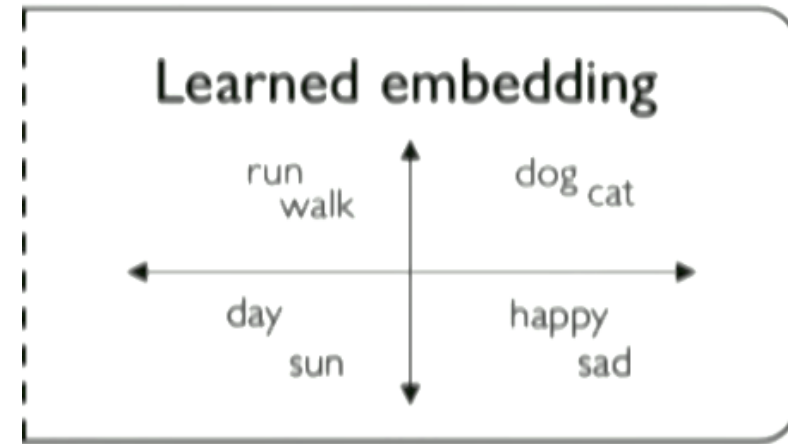 Learned embedding
run
walk
dog
cat
day
sun
happy
sad